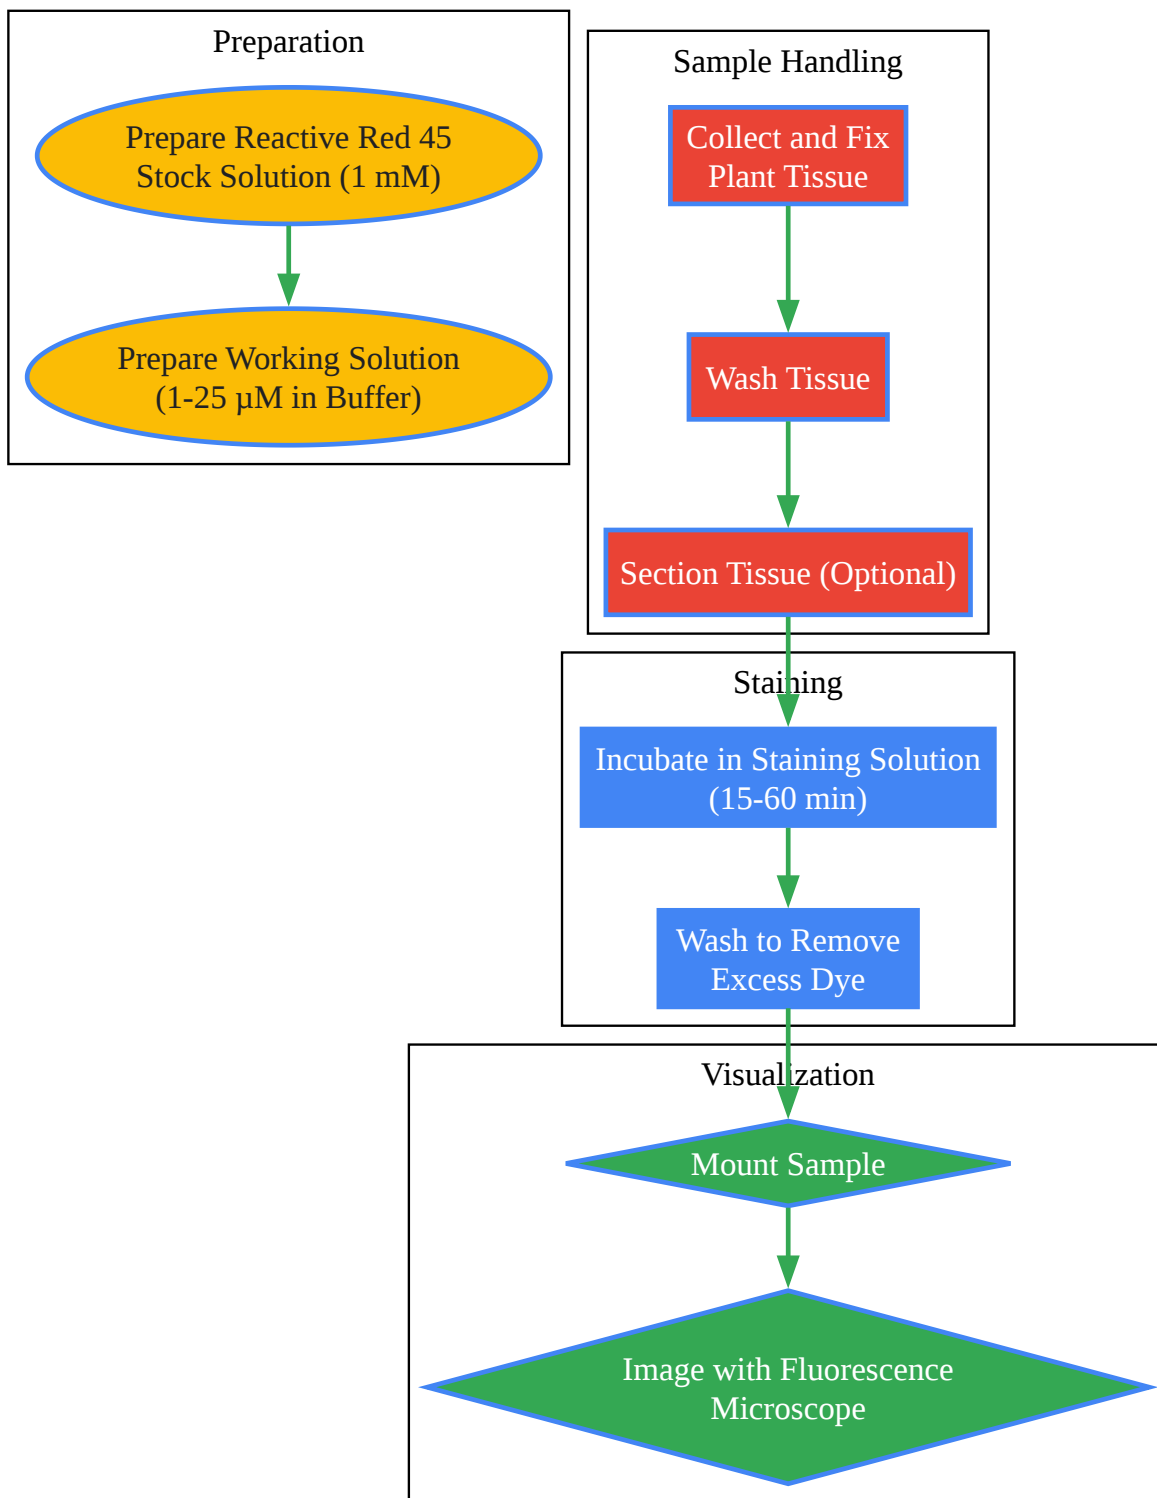 Preparation
Prepare Reactive Red 45
Stock Solution (1 mM)
Prepare Working Solution
(1-25 µM in Buffer)
Sample Handling
Collect and Fix
Plant Tissue
Wash Tissue
Section Tissue (Optional)
Staining
Incubate in Staining Solution
(15-60 min)
Wash to Remove
Excess Dye
Visualization
Mount Sample
Image with Fluorescence
Microscope